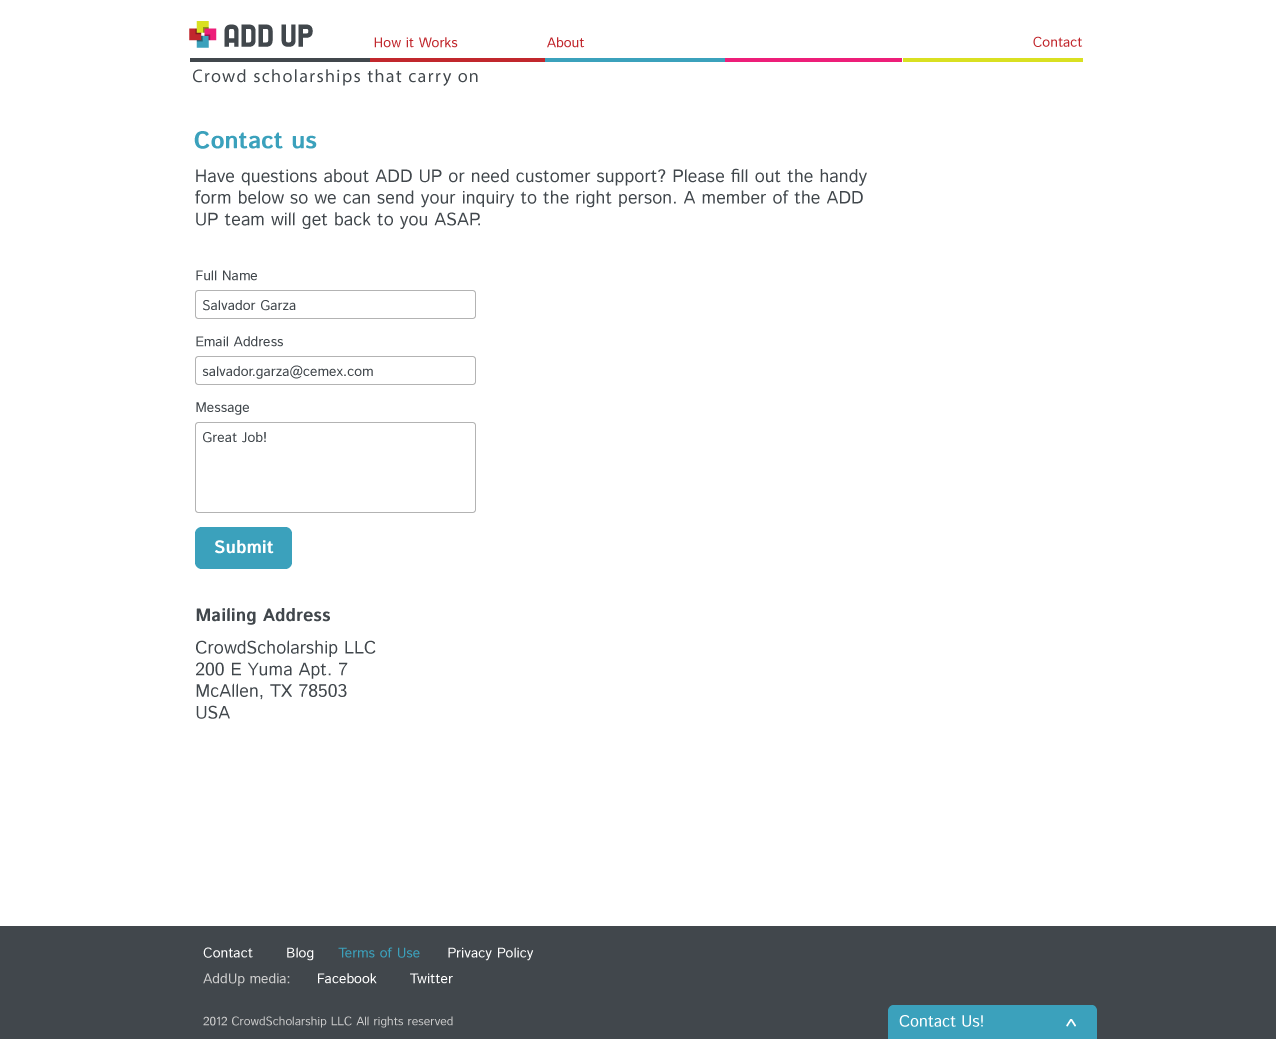 ADD UP
How it Works
About
Contact
Crowd scholarships that carry on
Contact us
Have questions about ADD UP or need customer support? Please fill out the handy
form below so we can send your inquiry to the right person. A member of the ADD
UP team will get back to you ASAP.
Full Name
Salvador Garza
Email Address
salvador.garza@cemex.com
Message
Great Job!
Submit
Mailing Address
CrowdScholarship LLC
200 E Yuma Apt. 7
McAllen, TX 78503
USA
Contact Blog Terms of Use Privacy Policy
AddUp media: Facebook Twitter
2012 CrowdScholarship LLC All rights reserved
Contact Us!